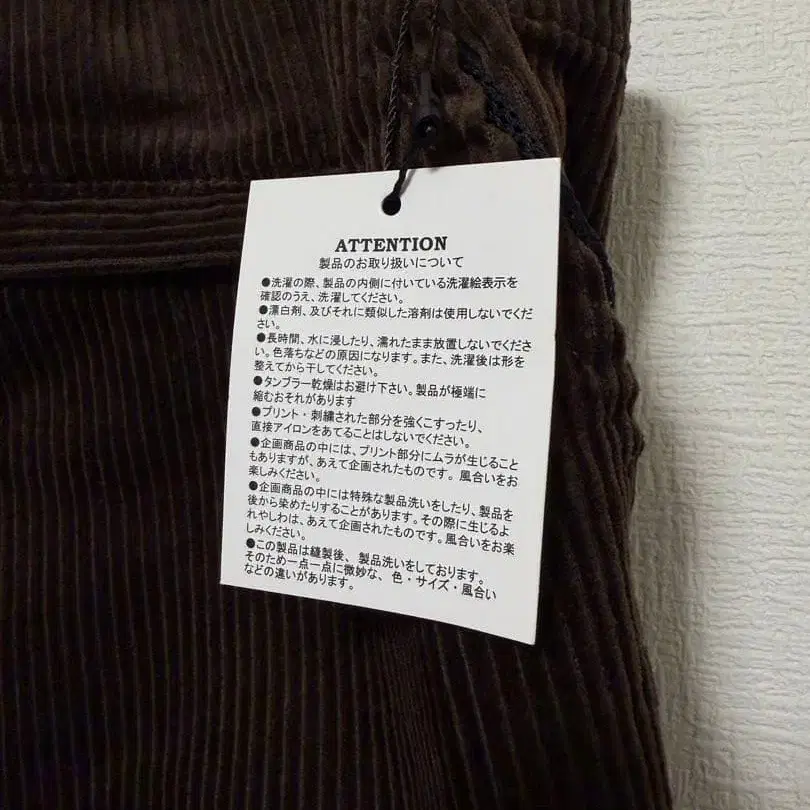 ATTENTION
製品のお取り扱いについて
●洗濯の際、製品の内側に付いている洗濯絵表示を
確認のうえ、洗濯してください。
●漂白剤、及びそれに類似した溶剤は使用しないでくだ
さい。
●長時間、水に浸したり、濡れたまま放置しないでくださ
い。色落ちなどの原因になります。また、洗濯後は形を
整えてから干してください。
●タンブラー乾燥はお避け下さい。製品が極端に
縮むおそれがあります
●プリント・刺繍された部分を強くこすったり、
直接アイロンをあてることはしないでください。
●企画商品の中には、プリント部分にムラが生じること
もありますが、あえて企画されたものです。風合いをお
楽しみください。
●企画商品の中には特殊な製品洗いをしたり、製品を
後から染めたりすることがあります。その際に生じるよ
れやしわは、あえて企画されたものです。風合いをお楽
しみください。
●この製品は縫製後、製品洗いをしております。
そのため一点一点に微妙な、色・サイズ・風合い
などの違いがあります。